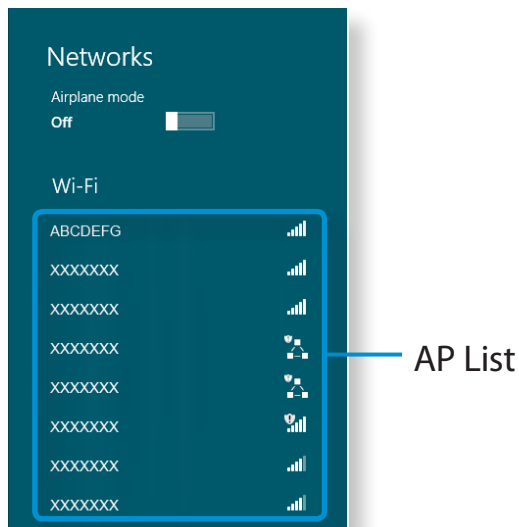 Networks
Airplane mode
Off
Wi-Fi
ABCDEFG
XXXXXXX
XXXXXXX
XXXXXXX
XXXXXXX
XXXXXXX
XXXXXXX
XXXXXXX
AP List